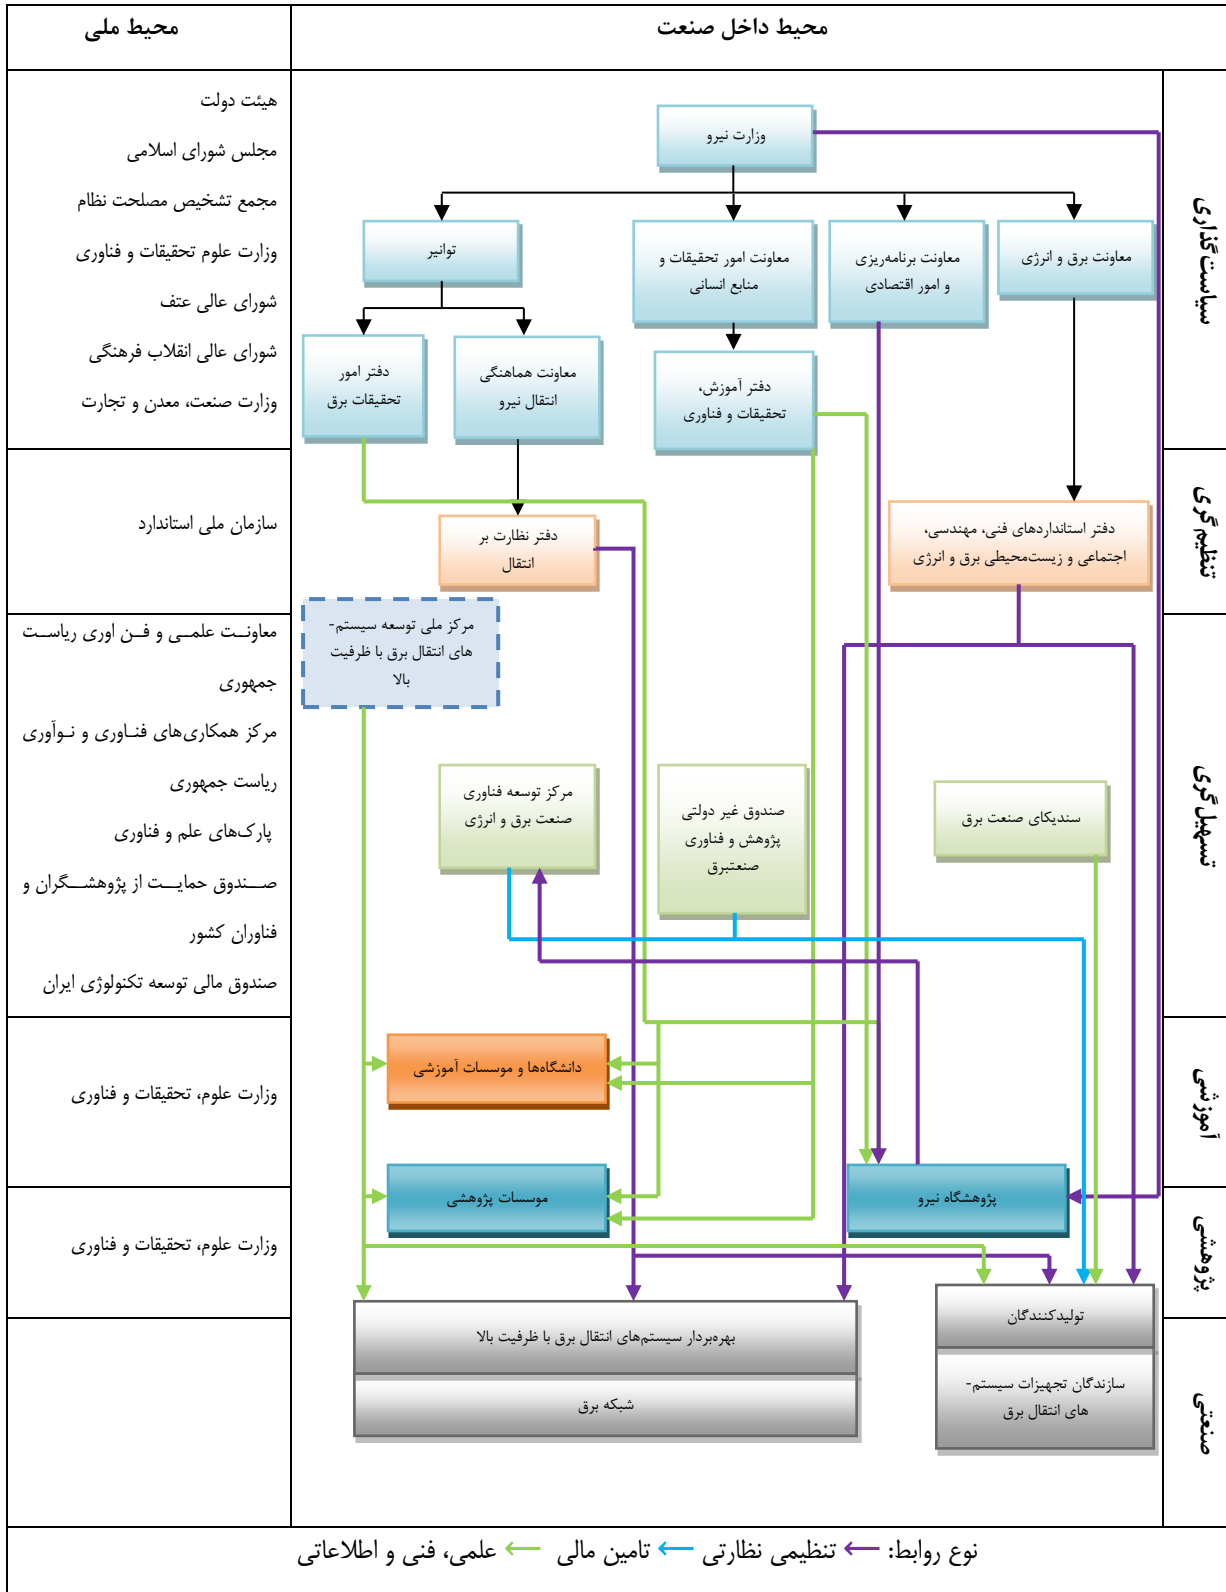 محیط داخل صنعت
محیط ملی
سیاست‌گذاری
وزارت نیرو
معاونت برق و انرژی
معاونت برنامه‌ریزی
و امور اقتصادی
معاونت امور تحقیقات و
منابع انسانی
توانیر
دفتر آموزش،
تحقیقات و فناوری
معاونت هماهنگی
انتقال نیرو
دفتر امور
تحقیقات برق
هیئت دولت
مجلس شورای اسلامی
مجمع تشخیص مصلحت نظام
وزارت علوم تحقیقات و فناوری
شورای عالی عتف
شورای عالی انقلاب فرهنگی
وزارت صنعت، معدن و تجارت
تنظیم گری
دفتر استانداردهای فنی، مهندسی،
اجتماعی و زیست‌محیطی برق و انرژی
دفتر نظارت بر
انتقال
سازمان ملی استاندارد
تسهیل گری
مرکز ملی توسعه سیستم-
های انتقال برق با ظرفیت
بالا
سندیکای صنعت برق
صندوق غیر دولتی
پژوهش و فناوری
صنعتبرق
مرکز توسعه فناوری
صنعت برق و انرژی
معاونت علمی و فن اوری ریاست
جمهوری
مرکز همکاری‌های فناوری و نوآوری
ریاست جمهوری
پارک‌های علم و فناوری
صندوق حمایت از پژوهشگران و
فناوران کشور
صندوق مالی توسعه تکنولوژی ایران
آموزشی
دانشگاه‌ها و موسسات آموزشی
وزارت علوم، تحقیقات و فناوری
پژوهشی
پژوهشگاه نیرو
موسسات پژوهشی
وزارت علوم، تحقیقات و فناوری
صنعتی
تولیدکنندگان
سازندگان تجهیزات سیستم-
های انتقال برق
بهره‌بردار سیستم‌های انتقال برق با ظرفیت بالا
شبکه برق
نوع روابط: ← تنظیمی نظارتی ← تامین مالی ← علمی، فنی و اطلاعاتی